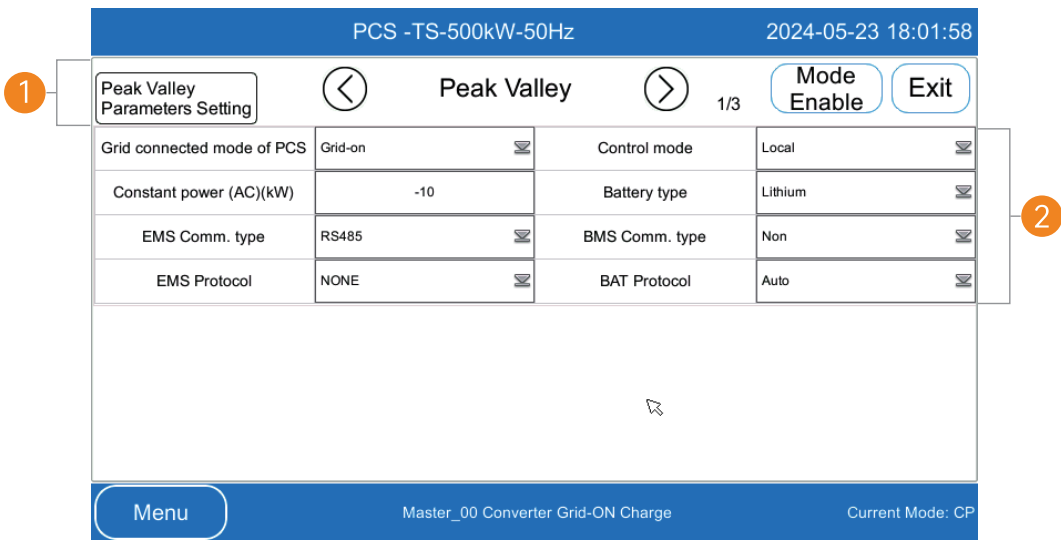 PCS -TS-500kW-50Hz
2024-05-23 18:01:58
1
Peak Valley
Parameters Setting
Peak Valley
1/3
Mode
Enable
Exit
Grid connected mode of PCS
Grid-on
Control mode
Local
Constant power (AC)(kW)
-10
Battery type
Lithium
2
EMS Comm. type
RS485
BMS Comm. type
Non
EMS Protocol
NONE
BAT Protocol
Auto
Menu
Master_00 Converter Grid-ON Charge
Current Mode: CP